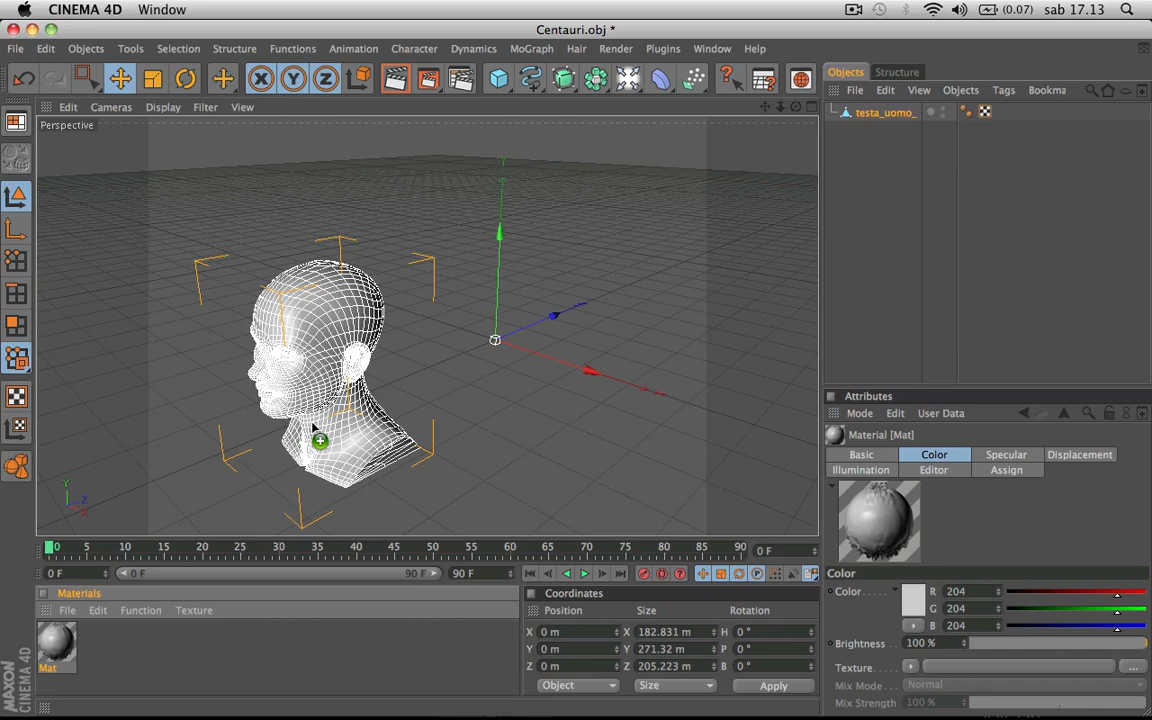 CINEMA 4D Window (0.07) sab 17.13
Centauri.obj *
File Edit Objects Tools Selection Structure Functions Animation Character Dynamics MoGraph Hair Render Plugins Window Help
X Y Z
Objects Structure
File Edit View Objects Tags Bookma
testa_uomo_
Edit Cameras Display Filter View
Perspective
Y
Y Z X
0 5 10 15 20 25 30 35 40 45 50 55 60 65 70 75 80 85 90 0 F
0 F 0 F 90 F 90 F
Materials
File Edit Function Texture
Mat
Coordinates
Position Size Rotation
X 0 m X 182.831 m H 0 °
Y 0 m Y 271.32 m P 0 °
Z 0 m Z 205.223 m B 0 °
Object Size Apply
Attributes
Mode Edit User Data
Material [Mat]
Basic Color Specular Displacement
Illumination Editor Assign
Color
Color R 204
G 204
B 204
Brightness 100 %
Texture ...
Mix Mode Normal
Mix Strength 100 %
MAXON
CINEMA 4D